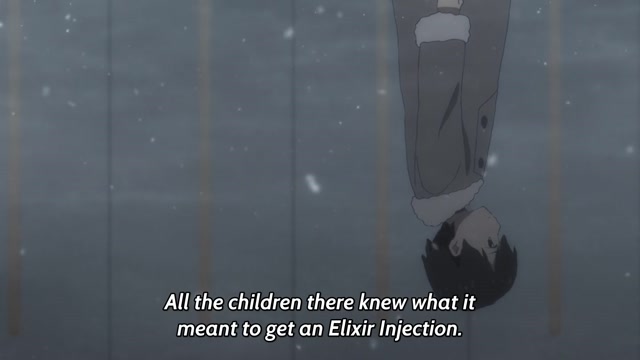 All the children there knew what it
meant to get an Elixir Injection.